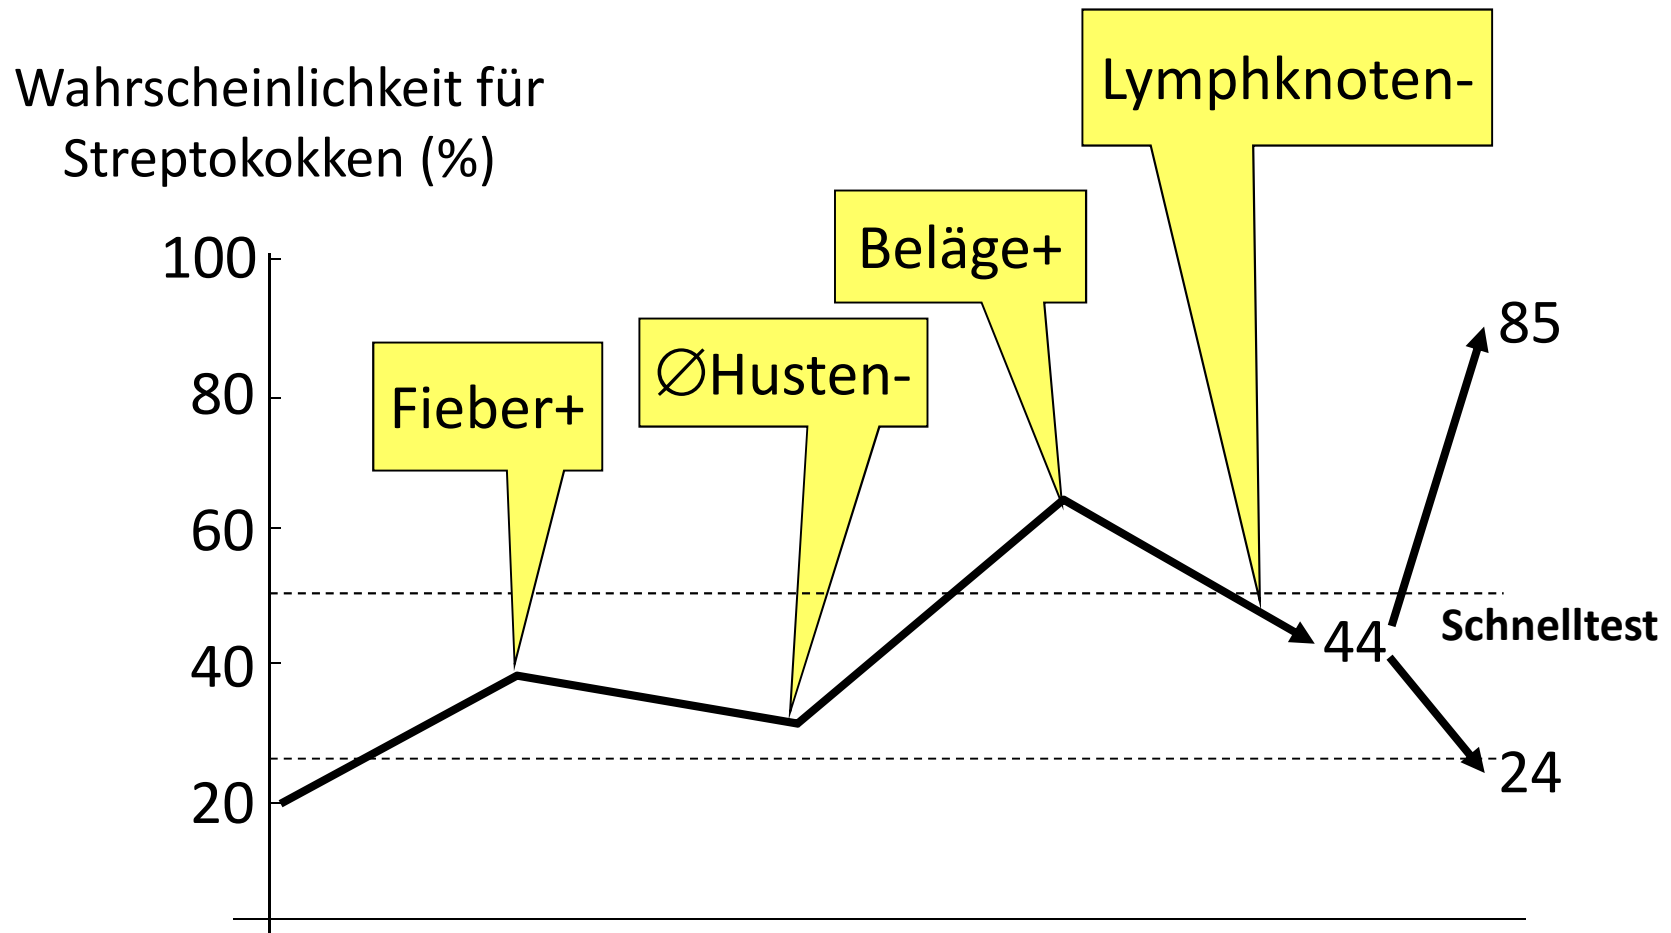 Wahrscheinlichkeit für
Streptokokken (%)
Lymphknoten-
Beläge+
∅Husten-
Fieber+
100
80
60
40
20
85
44
Schnelltest
24